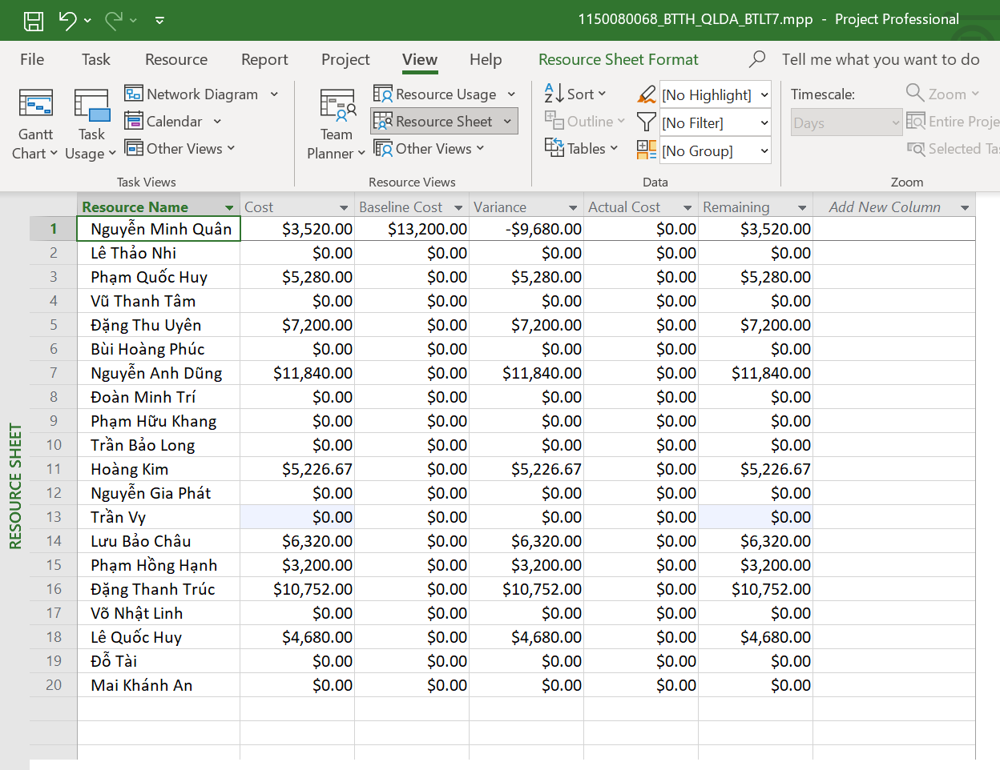 1150080068_BTTH_QLDA_BTLT7.mpp - Project Professional
File Task Resource Report Project View Help Resource Sheet Format Tell me what you want to do
Gantt Chart
Task Usage
Network Diagram
Calendar
Other Views
Task Views
Team Planner
Resource Usage
Resource Sheet
Other Views
Resource Views
Sort
Outline
Tables
[No Highlight]
[No Filter]
[No Group]
Data
Timescale:
Days
Zoom
Entire Proje
Selected Tas
Zoom
RESOURCE SHEET
Resource Name Cost Baseline Cost Variance Actual Cost Remaining Add New Column
1 Nguyễn Minh Quân $3,520.00 $13,200.00 -$9,680.00 $0.00 $3,520.00
2 Lê Thảo Nhi $0.00 $0.00 $0.00 $0.00 $0.00
3 Phạm Quốc Huy $5,280.00 $0.00 $5,280.00 $0.00 $5,280.00
4 Vũ Thanh Tâm $0.00 $0.00 $0.00 $0.00 $0.00
5 Đặng Thu Uyên $7,200.00 $0.00 $7,200.00 $0.00 $7,200.00
6 Bùi Hoàng Phúc $0.00 $0.00 $0.00 $0.00 $0.00
7 Nguyễn Anh Dũng $11,840.00 $0.00 $11,840.00 $0.00 $11,840.00
8 Đoàn Minh Trí $0.00 $0.00 $0.00 $0.00 $0.00
9 Phạm Hữu Khang $0.00 $0.00 $0.00 $0.00 $0.00
10 Trần Bảo Long $0.00 $0.00 $0.00 $0.00 $0.00
11 Hoàng Kim $5,226.67 $0.00 $5,226.67 $0.00 $5,226.67
12 Nguyễn Gia Phát $0.00 $0.00 $0.00 $0.00 $0.00
13 Trần Vy $0.00 $0.00 $0.00 $0.00 $0.00
14 Lưu Bảo Châu $6,320.00 $0.00 $6,320.00 $0.00 $6,320.00
15 Phạm Hồng Hạnh $3,200.00 $0.00 $3,200.00 $0.00 $3,200.00
16 Đặng Thanh Trúc $10,752.00 $0.00 $10,752.00 $0.00 $10,752.00
17 Võ Nhật Linh $0.00 $0.00 $0.00 $0.00 $0.00
18 Lê Quốc Huy $4,680.00 $0.00 $4,680.00 $0.00 $4,680.00
19 Đỗ Tài $0.00 $0.00 $0.00 $0.00 $0.00
20 Mai Khánh An $0.00 $0.00 $0.00 $0.00 $0.00